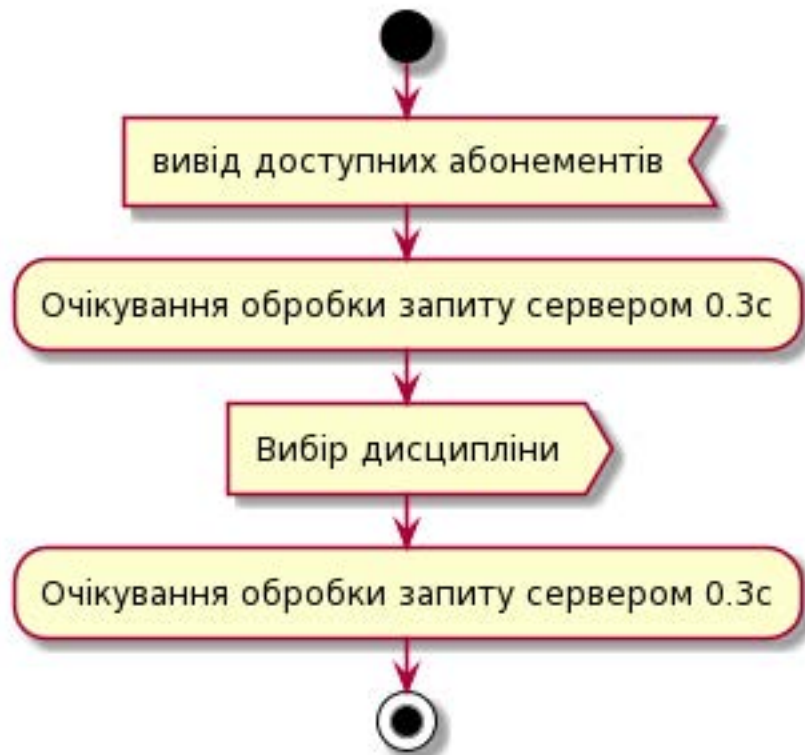 вивід доступних абонементів
Очікування обробки запиту сервером 0.3с
Вибір дисципліни
Очікування обробки запиту сервером 0.3с